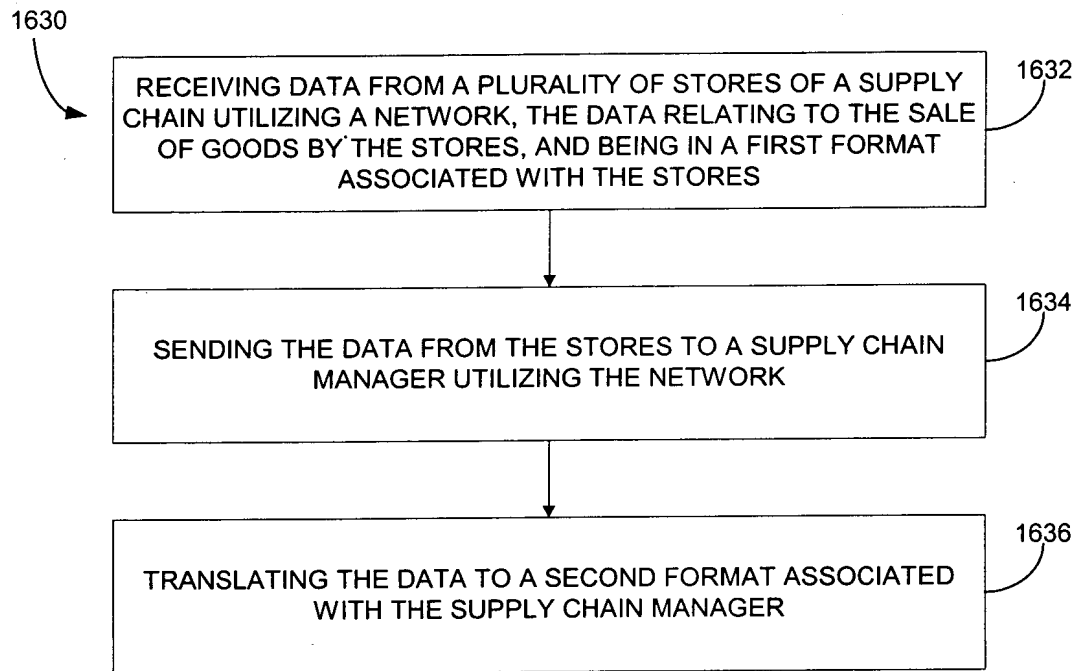 1630
1632
RECEIVING DATA FROM A PLURALITY OF STORES OF A SUPPLY
CHAIN UTILIZING A NETWORK, THE DATA RELATING TO THE SALE
OF GOODS BY THE STORES, AND BEING IN A FIRST FORMAT
ASSOCIATED WITH THE STORES
1634
SENDING THE DATA FROM THE STORES TO A SUPPLY CHAIN
MANAGER UTILIZING THE NETWORK
1636
TRANSLATING THE DATA TO A SECOND FORMAT ASSOCIATED
WITH THE SUPPLY CHAIN MANAGER